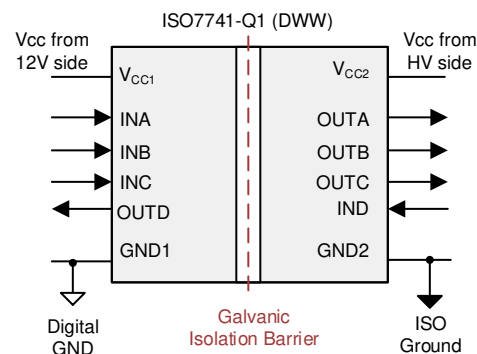 ISO7741-Q1 (DWW)
Vcc from
12V side
Vcc from
HV side
VCC1
VCC2
INA
OUTA
INB
OUTB
INC
OUTC
OUTD
IND
GND1
GND2
Digital
GND
Galvanic
Isolation Barrier
ISO
Ground